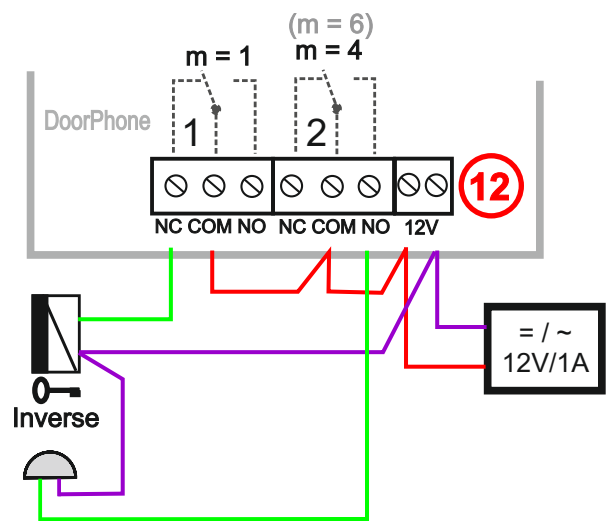 (m = 6)
m = 1
m = 4
DoorPhone
1
2
12
NC COM NO
NC COM NO
12V
= / ~
12V/1A
Inverse